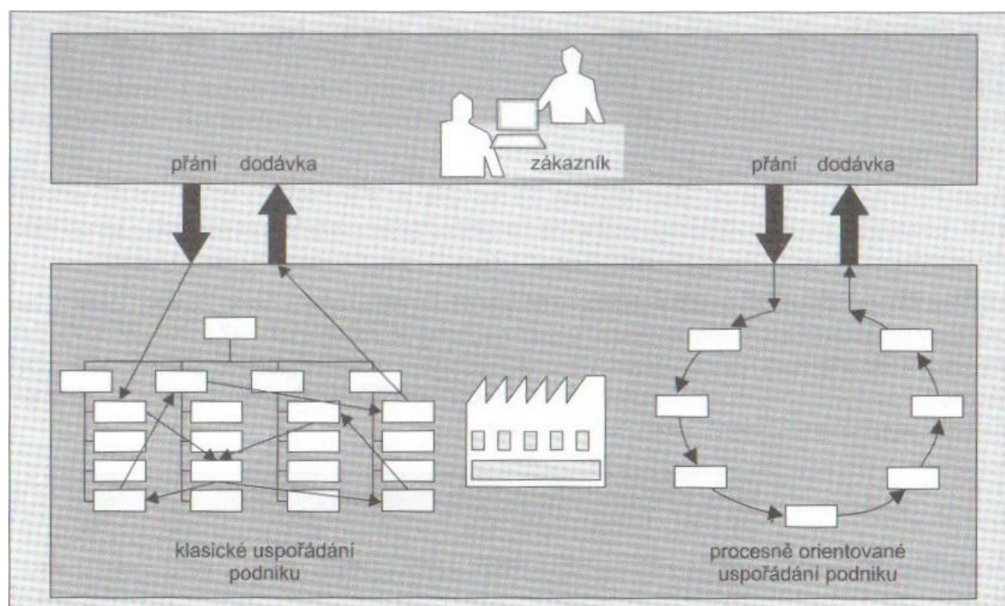 zákazník
přání dodávka
přání dodávka
klasické uspořádání
podniku
procesně orientované
uspořádání podniku